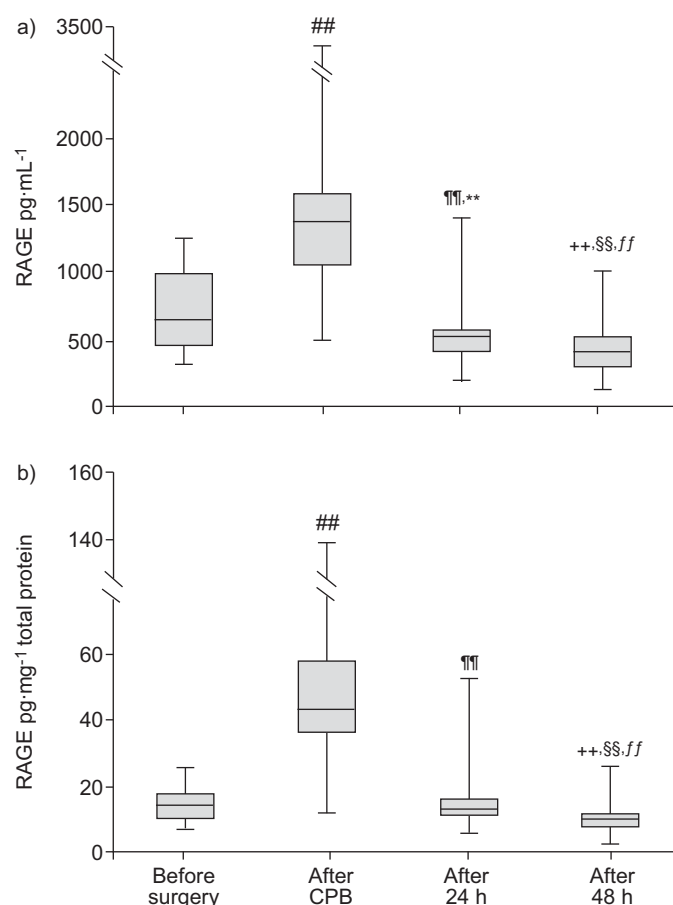 a)
3500
2000
1500
1000
500
0
RAGE pg·mL-1
##
¶¶,**
++,§§,ƒƒ
b)
160
140
60
40
20
0
RAGE pg·mg-1 total protein
##
¶¶
++,§§,ƒƒ
Before
surgery
After
CPB
After
24 h
After
48 h